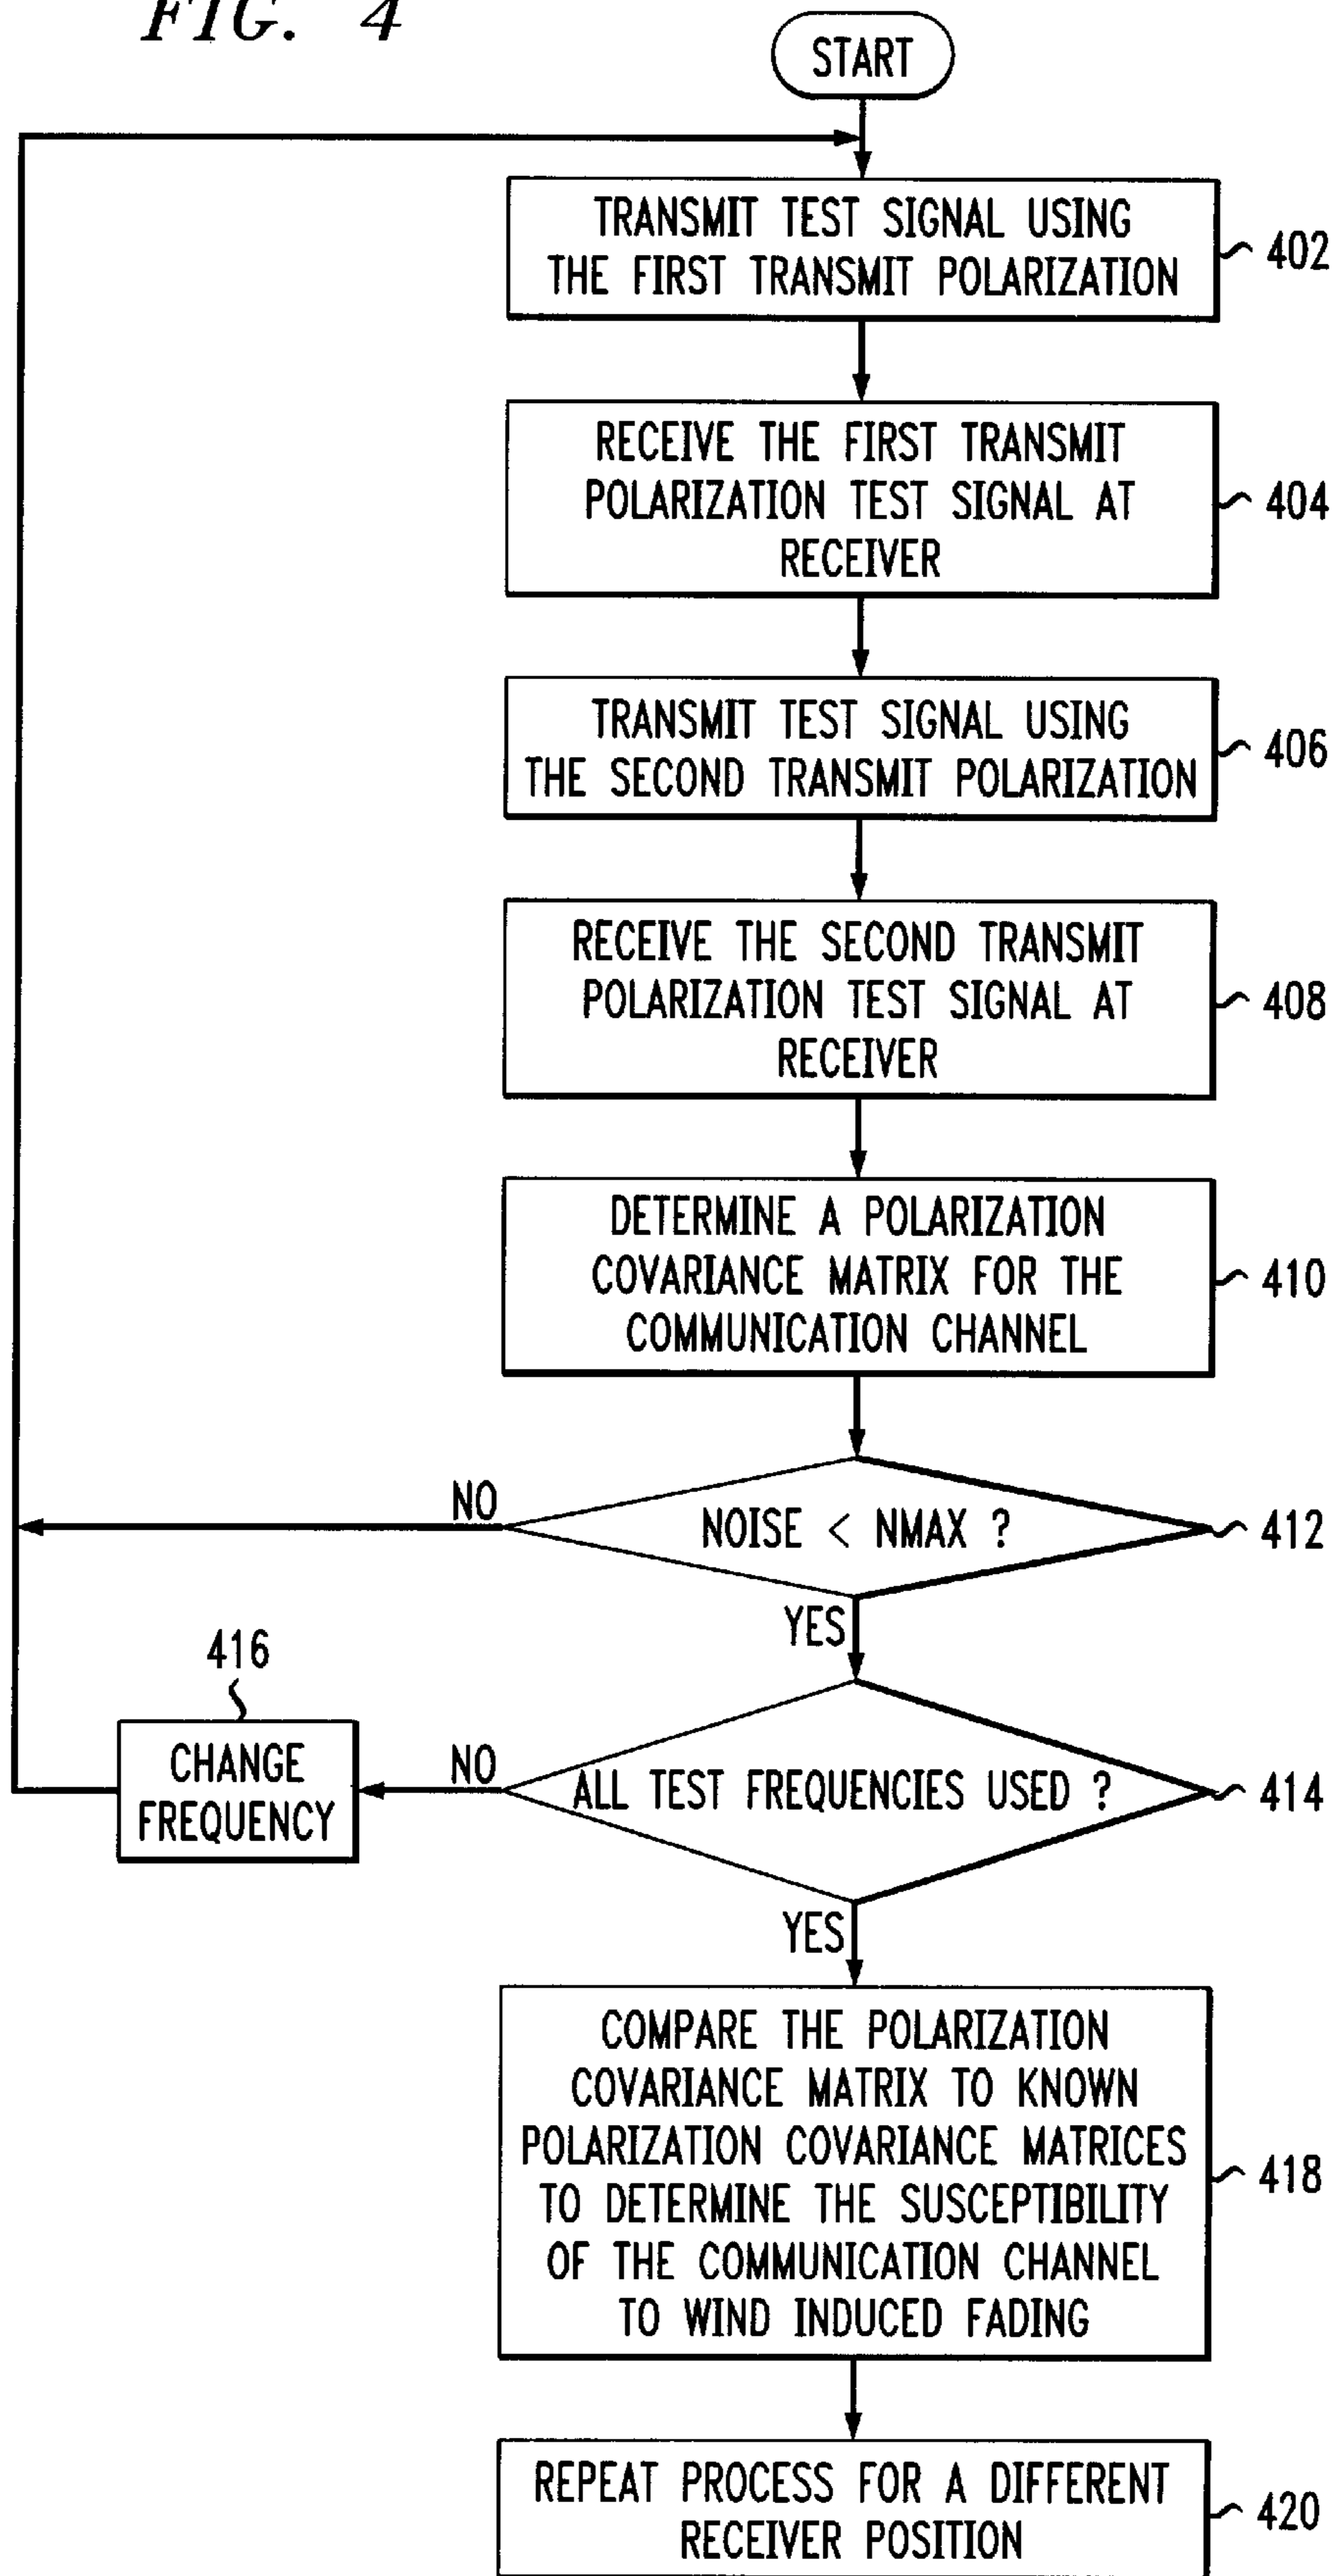 FIG. 4
START
TRANSMIT TEST SIGNAL USING
THE FIRST TRANSMIT POLARIZATION
402
RECEIVE THE FIRST TRANSMIT
POLARIZATION TEST SIGNAL AT
RECEIVER
404
TRANSMIT TEST SIGNAL USING
THE SECOND TRANSMIT POLARIZATION
406
RECEIVE THE SECOND TRANSMIT
POLARIZATION TEST SIGNAL AT
RECEIVER
408
DETERMINE A POLARIZATION
COVARIANCE MATRIX FOR THE
COMMUNICATION CHANNEL
410
NO
NOISE < NMAX ?
412
YES
416
CHANGE
FREQUENCY
NO
ALL TEST FREQUENCIES USED ?
414
YES
COMPARE THE POLARIZATION
COVARIANCE MATRIX TO KNOWN
POLARIZATION COVARIANCE MATRICES
TO DETERMINE THE SUSCEPTIBILITY
OF THE COMMUNICATION CHANNEL
TO WIND INDUCED FADING
418
REPEAT PROCESS FOR A DIFFERENT
RECEIVER POSITION
420